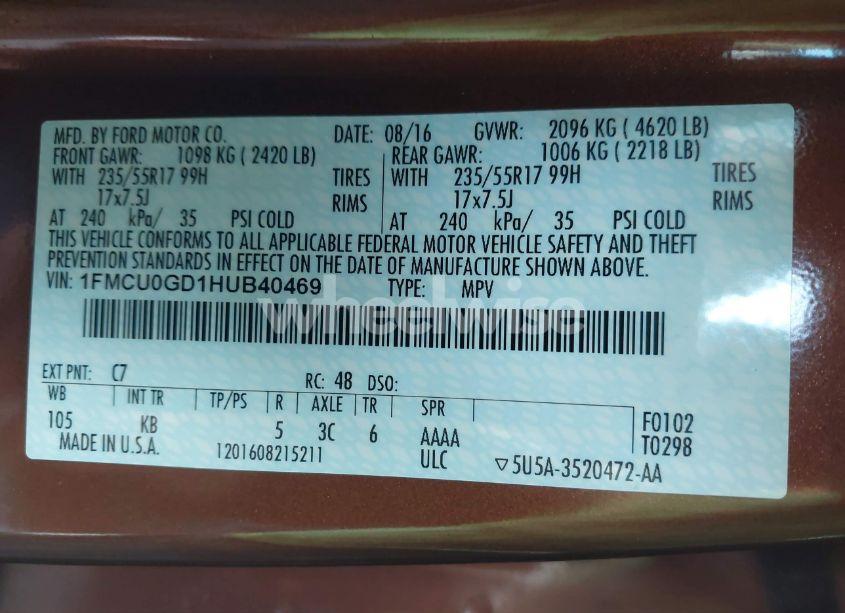 MFD. BY FORD MOTOR CO. DATE: 08/16 GVWR: 2096 KG ( 4620 LB)
FRONT GAWR: 1098 KG ( 2420 LB) REAR GAWR: 1006 KG ( 2218 LB)
WITH 235/55R17 99H TIRES WITH 235/55R17 99H TIRES
17x7.5J RIMS 17x7.5J RIMS
AT 240 kPa/ 35 PSI COLD AT 240 kPa/ 35 PSI COLD
THIS VEHICLE CONFORMS TO ALL APPLICABLE FEDERAL MOTOR VEHICLE SAFETY AND THEFT
PREVENTION STANDARDS IN EFFECT ON THE DATE OF MANUFACTURE SHOWN ABOVE.
VIN: 1FMCU0GD1HUB40469 TYPE: MPV
wheelwise
EXT PNT: C7 RC: 48 DSO:
WB INT TR TP/PS R AXLE TR SPR
105 KB 5 3C 6 AAAA F0102
MADE IN U.S.A. 1201608215211 ULC T0298
5U5A-3520472-AA